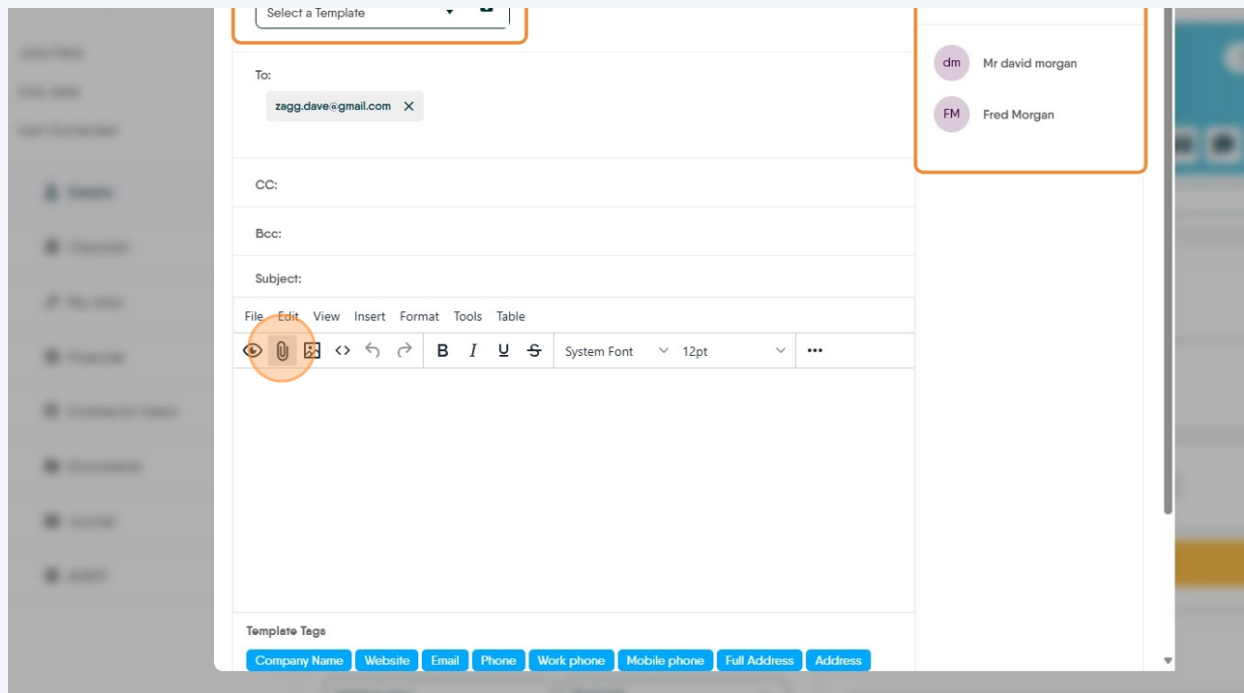 Select a Template
To:
zagg.dave@gmail.com
CC:
Bcc:
Subject:
File Edit View Insert Format Tools Table
B I U S System Font 12pt
Template Tags
Company Name Website Email Phone Work phone Mobile phone Full Address Address
dm Mr david morgan
FM Fred Morgan